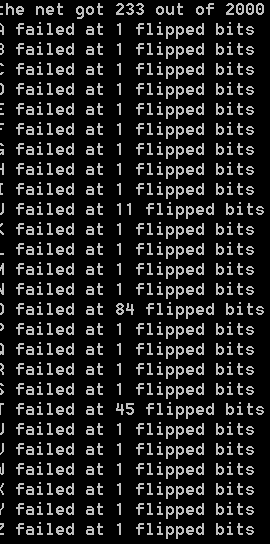 the net got 233 out of 2000
A failed at 1 flipped bits
B failed at 1 flipped bits
C failed at 1 flipped bits
D failed at 1 flipped bits
E failed at 1 flipped bits
F failed at 1 flipped bits
G failed at 1 flipped bits
H failed at 1 flipped bits
I failed at 1 flipped bits
J failed at 11 flipped bits
K failed at 1 flipped bits
L failed at 1 flipped bits
M failed at 1 flipped bits
N failed at 1 flipped bits
O failed at 84 flipped bits
P failed at 1 flipped bits
Q failed at 1 flipped bits
R failed at 1 flipped bits
S failed at 1 flipped bits
T failed at 45 flipped bits
U failed at 1 flipped bits
V failed at 1 flipped bits
W failed at 1 flipped bits
X failed at 1 flipped bits
Y failed at 1 flipped bits
Z failed at 1 flipped bits